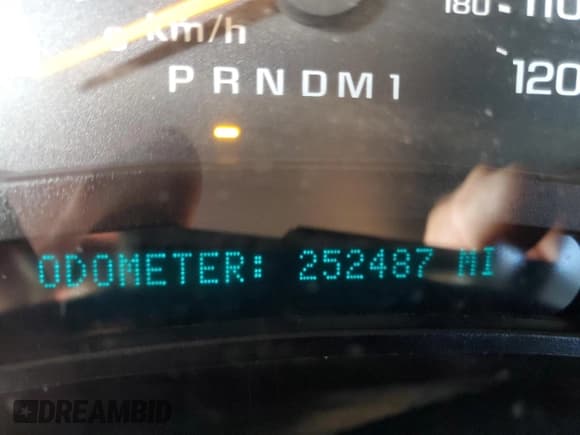 180 110
km/h
PRNDM1
120
ODOMETER: 252487 MI
DREAMBID